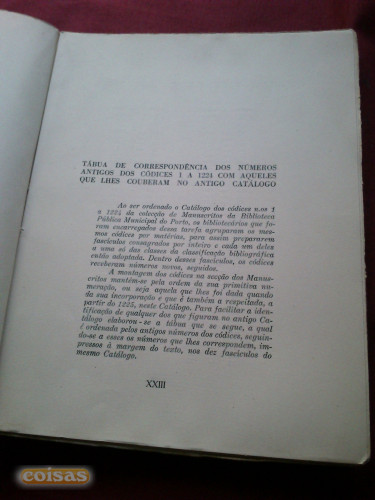 TÁBUA DE CORRESPONDÊNCIA DOS NÚMEROS
ANTIGOS DOS CÓDICES 1 A 1224 COM AQUELES
QUE LHES COUBERAM NO ANTIGO CATÁLOGO
Ao ser ordenado o Catálogo dos códices n.os 1
a 1224 da colecção de Manuscritos da Biblioteca
Pública Municipal do Porto, os bibliotecários que fo-
ram encarregados dessa tarefa agruparam os mes-
mos códices por matérias, para assim prepararem
fascículos consagrados por inteiro e cada um deles
a uma só das classes da classificação bibliográfica
então adoptada. Dentro desses fascículos, os códices
receberam números novos, seguidos.
A montagem dos códices na secção dos Manus-
critos mantém-se pela ordem da sua primitiva nu-
meração, ou seja aquela que lhes foi dada quando
da sua incorporação e que é também a respeitada, a
partir do 1225, neste Catálogo. Para facilitar a iden-
tificação de qualquer dos que figuram no antigo Ca-
tálogo elaborou-se a tábua que se segue, a qual
é ordenada pelos antigos números dos códices, seguin-
do-se a esses os números que lhes correspondem, im-
pressos à margem do texto, nos dez fascículos do
mesmo Catálogo.
XXIII
coisas